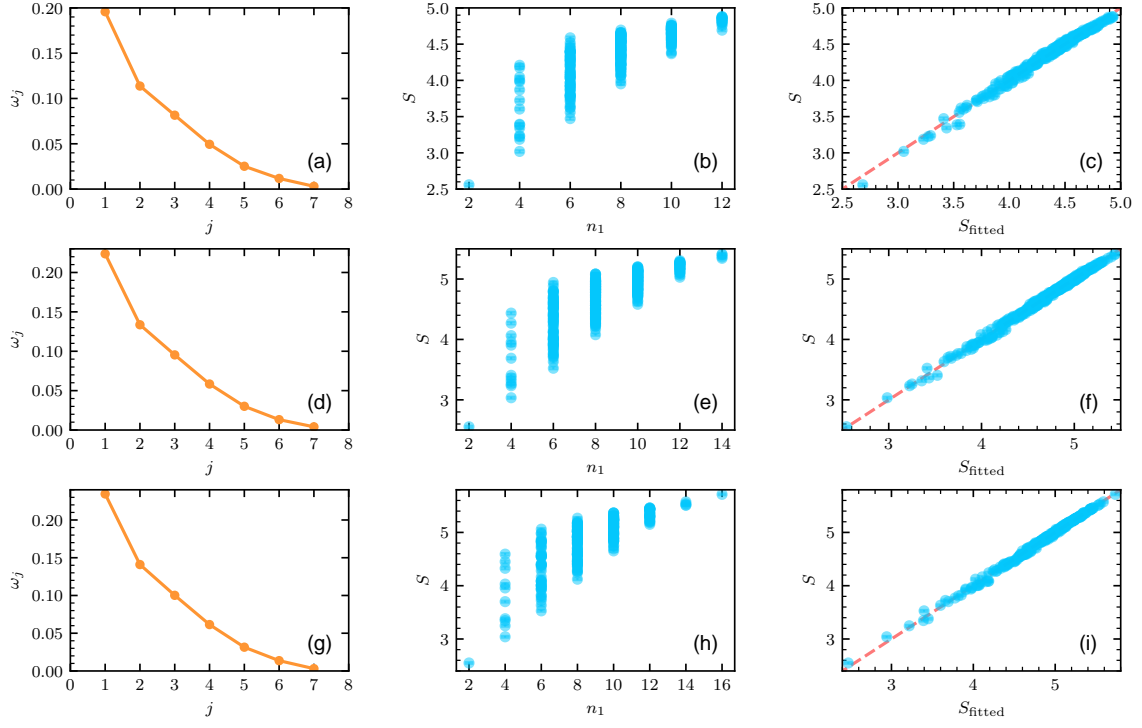 0.20
0.15
0.10
0.05
0.00
ω_j
0 1 2 3 4 5 6 7 8
j
(a)
5.0
4.5
4.0
3.5
3.0
2.5
S
2 4 6 8 10 12
n_1
(b)
5.0
4.5
4.0
3.5
3.0
2.5
S
2.5 3.0 3.5 4.0 4.5 5.0
S_fitted
(c)
0.20
0.15
0.10
0.05
0.00
ω_j
0 1 2 3 4 5 6 7 8
j
(d)
5
4
3
S
2 4 6 8 10 12 14
n_1
(e)
5
4
3
S
3 4 5
S_fitted
(f)
0.20
0.15
0.10
0.05
0.00
ω_j
0 1 2 3 4 5 6 7 8
j
(g)
5
4
3
S
2 4 6 8 10 12 14 16
n_1
(h)
5
4
3
S
3 4 5
S_fitted
(i)